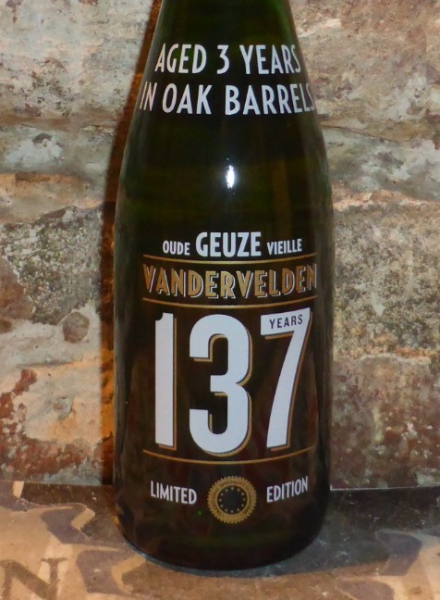 AGED 3 YEARS
IN OAK BARRELS
OUDE GEUZE VIEILLE
VANDERVELDEN
137 YEARS
LIMITED EDITION
N